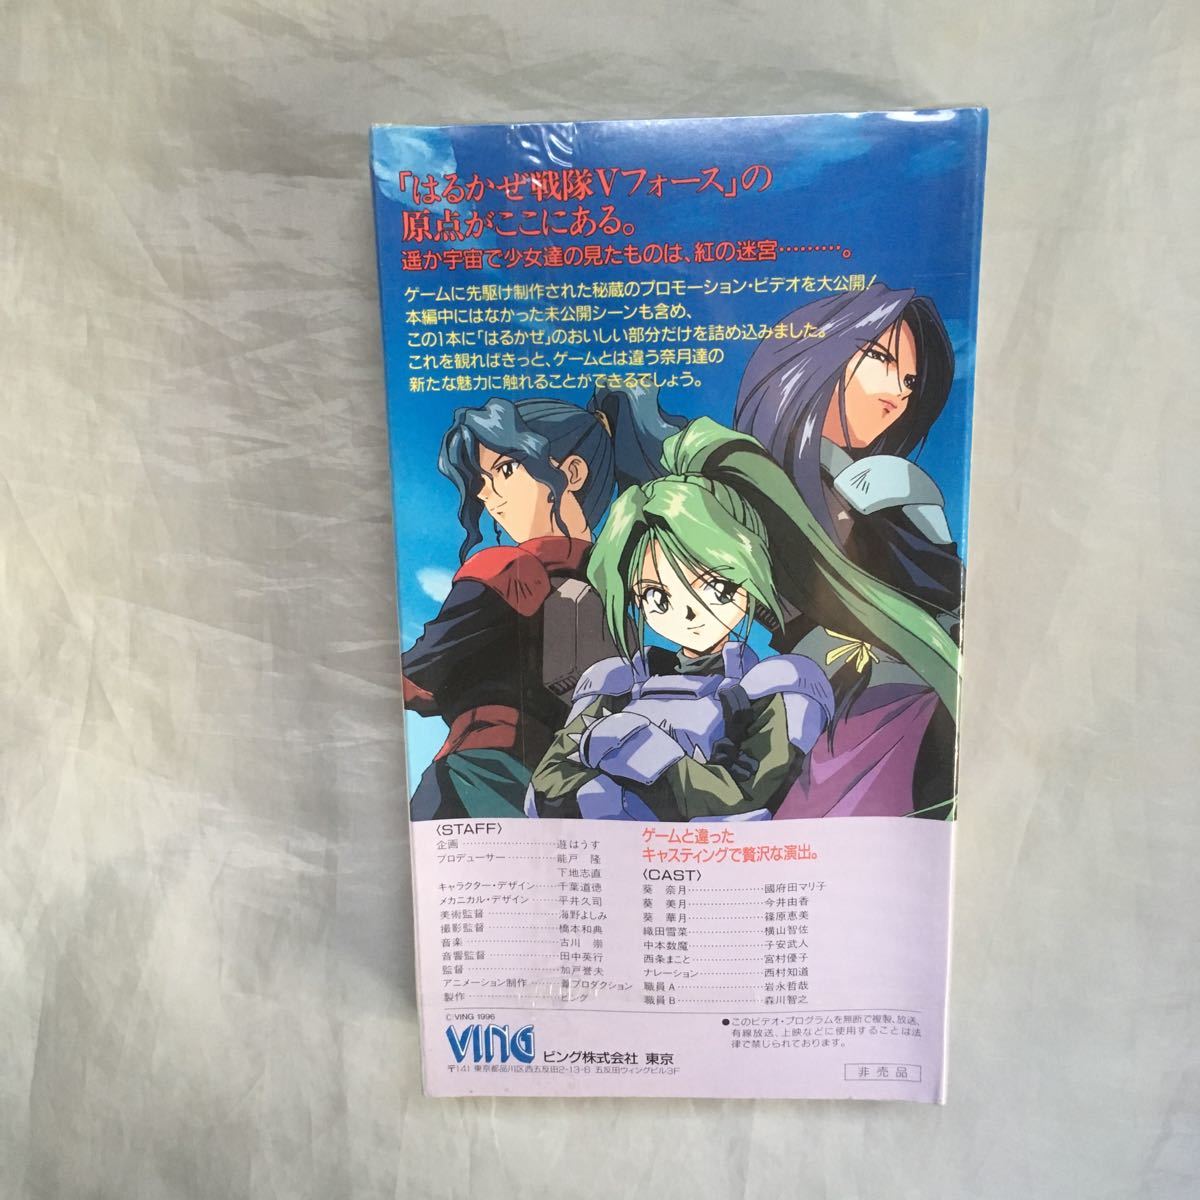 「はるかぜ戦隊Vフォース」の
原点がここにある。
遥か宇宙で少女達の見たものは、紅の迷宮………。
ゲームに先駆け制作された秘蔵のプロモーション・ビデオを大公開!
本編中にはなかった未公開シーンも含め、
この1本に「はるかぜ」のおいしい部分だけを詰め込みました。
これを観ればきっと、ゲームとは違う奈月達の
新たな魅力に触れることができるでしょう。
〈STAFF〉
企画………………遊はうす
プロデューサー………………能戸 隆
下地志直
キャラクター・デザイン……千葉道徳
メカニカル・デザイン………平井久司
美術監督………………海野よしみ
撮影監督………………橋本和典
音楽………………古川 崇
音響監督………………田中英行
監督………………加戸誉夫
アニメーション制作………葦プロダクション
製作………………ビング
ゲームと違った
キャスティングで贅沢な演出。
〈CAST〉
葵 奈月………………國府田マリ子
葵 美月………………今井由香
葵 華月………………篠原恵美
織田雪菜………………横山智佐
中本数魔………………子安武人
西条まこと………………宮村優子
ナレーション………………西村知道
職員A………………岩永哲哉
職員B………………森川智之
©VING 1996
VING ビング株式会社 東京
〒141 東京都品川区西五反田2-13-6 五反田ウィングビル3F
●このビデオ・プログラムを無断で複製、放送、
有線放送、上映などに使用することは法
律で禁じられております。
非売品